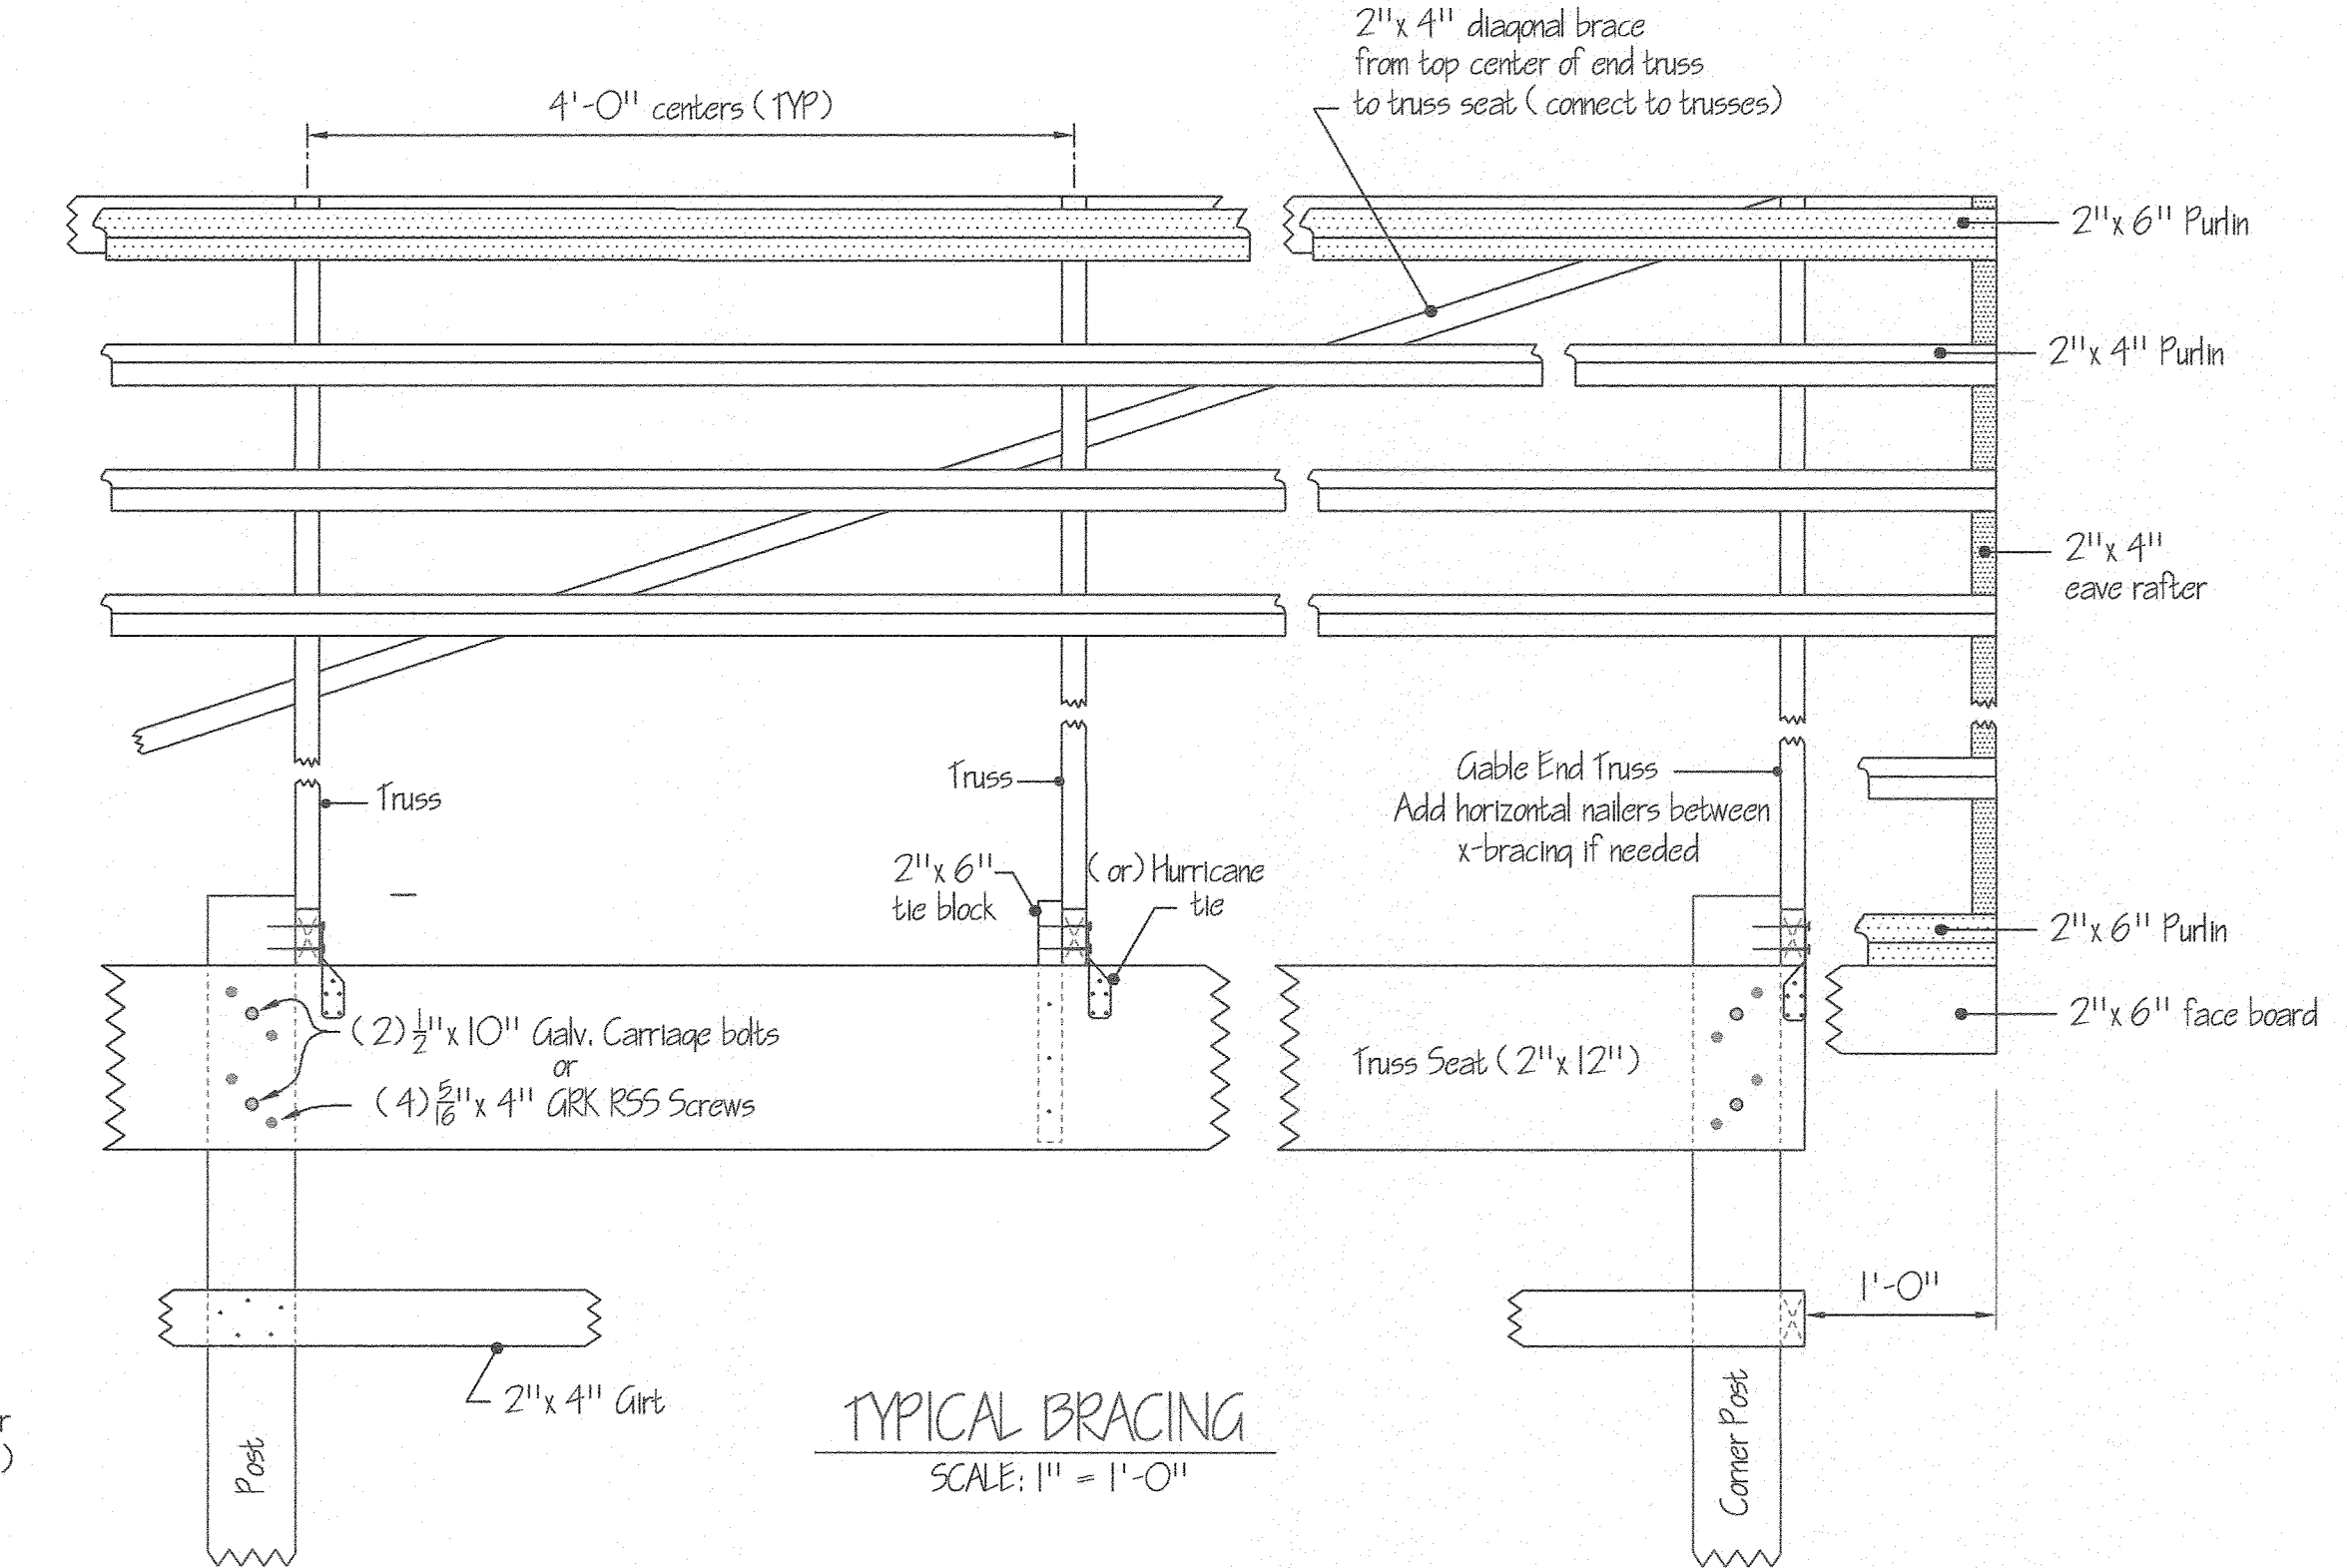 2"x 4" diagonal brace
from top center of end truss
to truss seat ( connect to trusses)
4'-0" centers ( TYP)
2"x 6" Purlin
2"x 4" Purlin
2"x 4"
eave rafter
Truss
Truss
Gable End Truss
Add horizontal nailers between
x-bracing if needed
2"x 6"
tie block
( or) Hurricane
tie
2"x 6" Purlin
2"x 6" face board
( 2) 1/2"x 10" Galv. Carriage bolts
or
( 4) 5/16"x 4" GRK RSS Screws
Truss Seat ( 2"x 12")
1'-0"
2"x 4" Girt
Post
Corner Post
r
)
TYPICAL BRACING
SCALE: 1" = 1'-0"